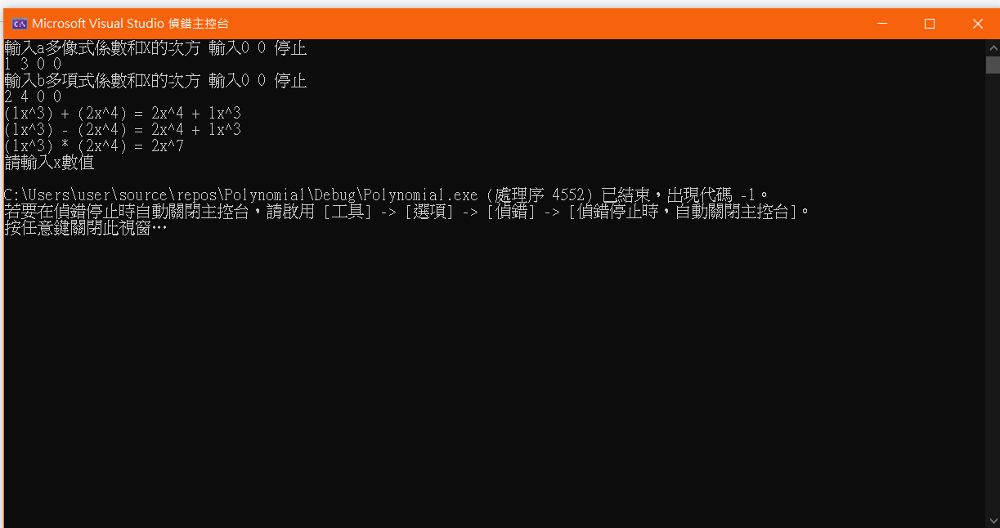 Microsoft Visual Studio 偵錯主控台
輸入a多像式係數和X的次方 輸入0 0 停止
1 3 0 0
輸入b多項式係數和X的次方 輸入0 0 停止
2 4 0 0
(1x^3) + (2x^4) = 2x^4 + 1x^3
(1x^3) - (2x^4) = 2x^4 + 1x^3
(1x^3) * (2x^4) = 2x^7
請輸入x數值
C:\Users\user\source\repos\Polynomial\Debug\Polynomial.exe (處理序 4552) 已結束，出現代碼 -1。
若要在偵錯停止時自動關閉主控台，請啟用 [工具] -> [選項] -> [偵錯] -> [偵錯停止時，自動關閉主控台]。
按任意鍵關閉此視窗…